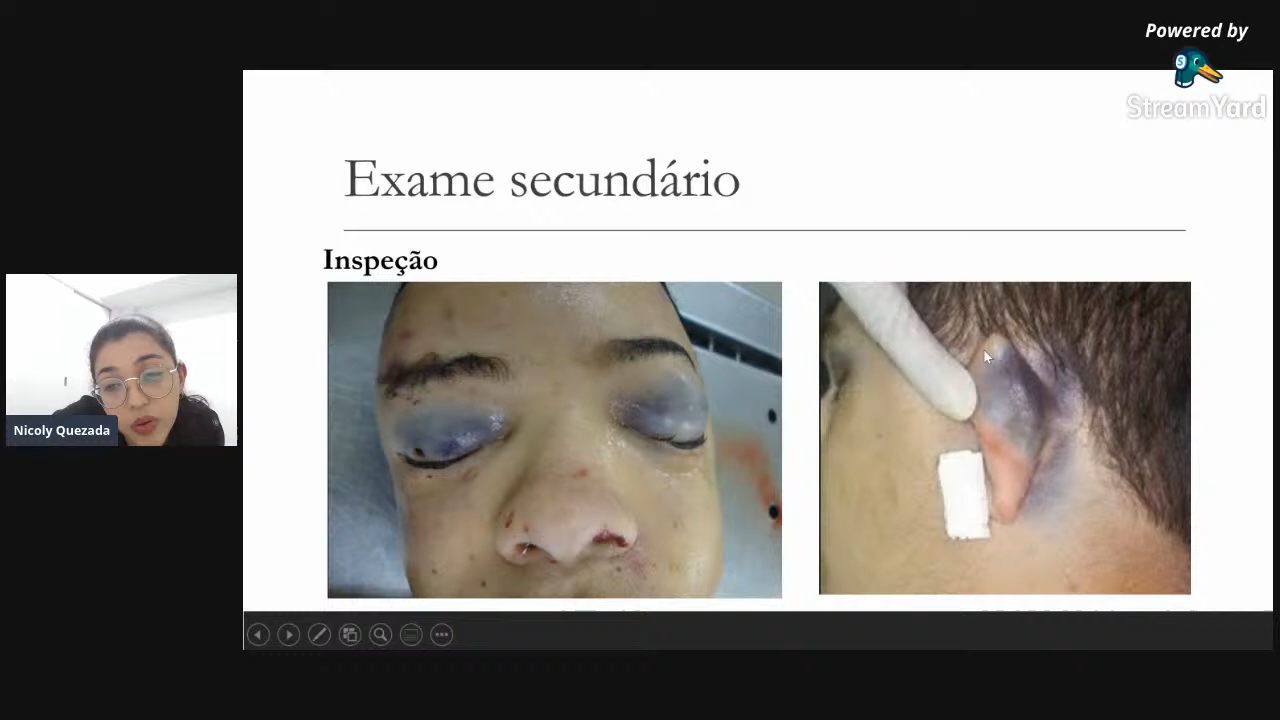 Powered by
StreamYard
Exame secundário
Inspeção
Nicoly Quezada